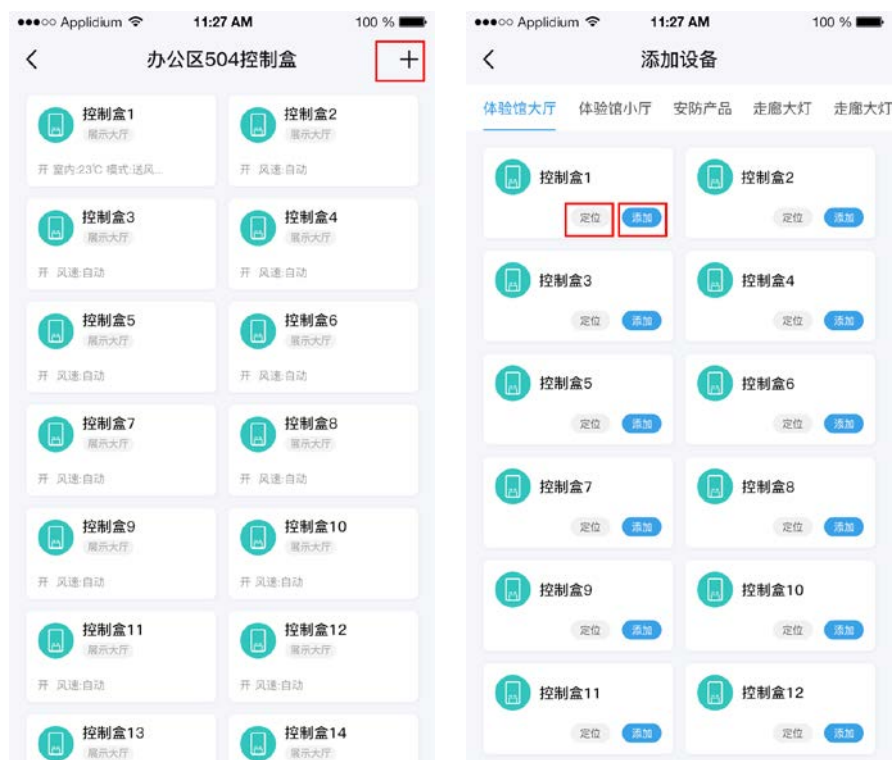 Applidium 11:27 AM 100 %
办公区504控制盒
控制盒1 控制盒2
展示大厅 展示大厅
开 室内:23℃ 模式:送风... 开 风速:自动
控制盒3 控制盒4
展示大厅 展示大厅
开 风速:自动 开 风速:自动
控制盒5 控制盒6
展示大厅 展示大厅
开 风速:自动 开 风速:自动
控制盒7 控制盒8
展示大厅 展示大厅
开 风速:自动 开 风速:自动
控制盒9 控制盒10
展示大厅 展示大厅
开 风速:自动 开 风速:自动
控制盒11 控制盒12
展示大厅 展示大厅
开 风速:自动 开 风速:自动
控制盒13 控制盒14
展示大厅 展示大厅
Applidium 11:27 AM 100 %
添加设备
体验馆大厅 体验馆小厅 安防产品 走廊大灯 走廊大灯
控制盒1 控制盒2
定位 添加 定位 添加
控制盒3 控制盒4
定位 添加 定位 添加
控制盒5 控制盒6
定位 添加 定位 添加
控制盒7 控制盒8
定位 添加 定位 添加
控制盒9 控制盒10
定位 添加 定位 添加
控制盒11 控制盒12
定位 添加 定位 添加